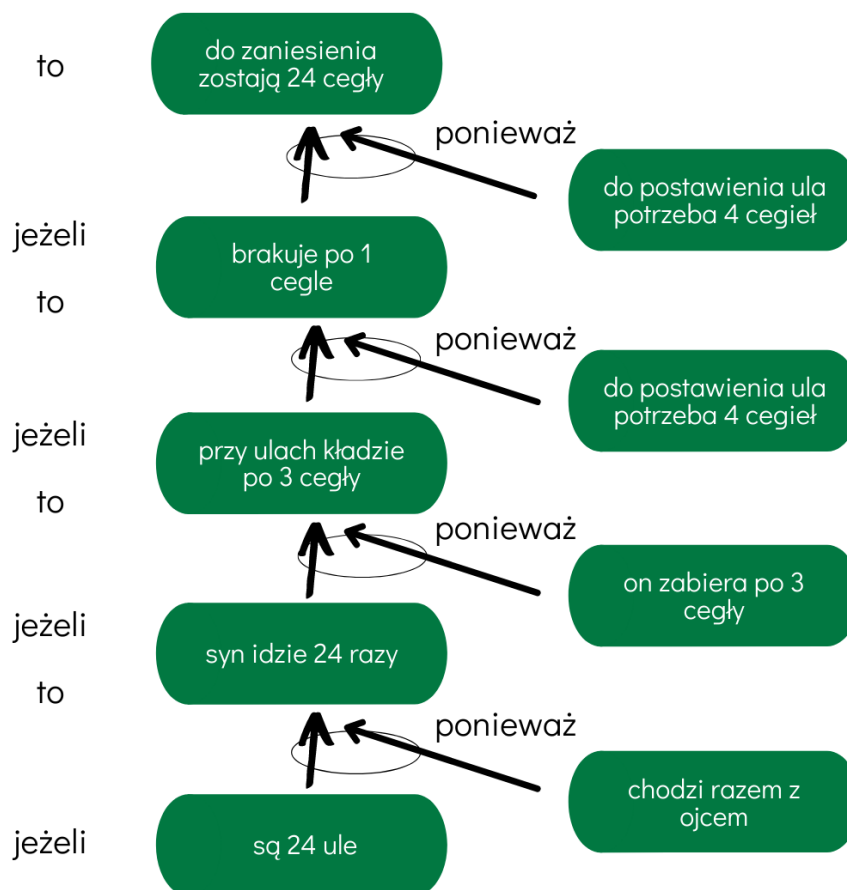 to
do zaniesienia
zostają 24 cegły
ponieważ
do postawienia ula
potrzeba 4 cegieł
jeżeli
brakuje po 1
cegle
to
ponieważ
do postawienia ula
potrzeba 4 cegieł
jeżeli
przy ulach kładzie
po 3 cegły
to
ponieważ
on zabiera po 3
cegły
jeżeli
syn idzie 24 razy
to
ponieważ
chodzi razem z
ojcem
jeżeli
są 24 ule